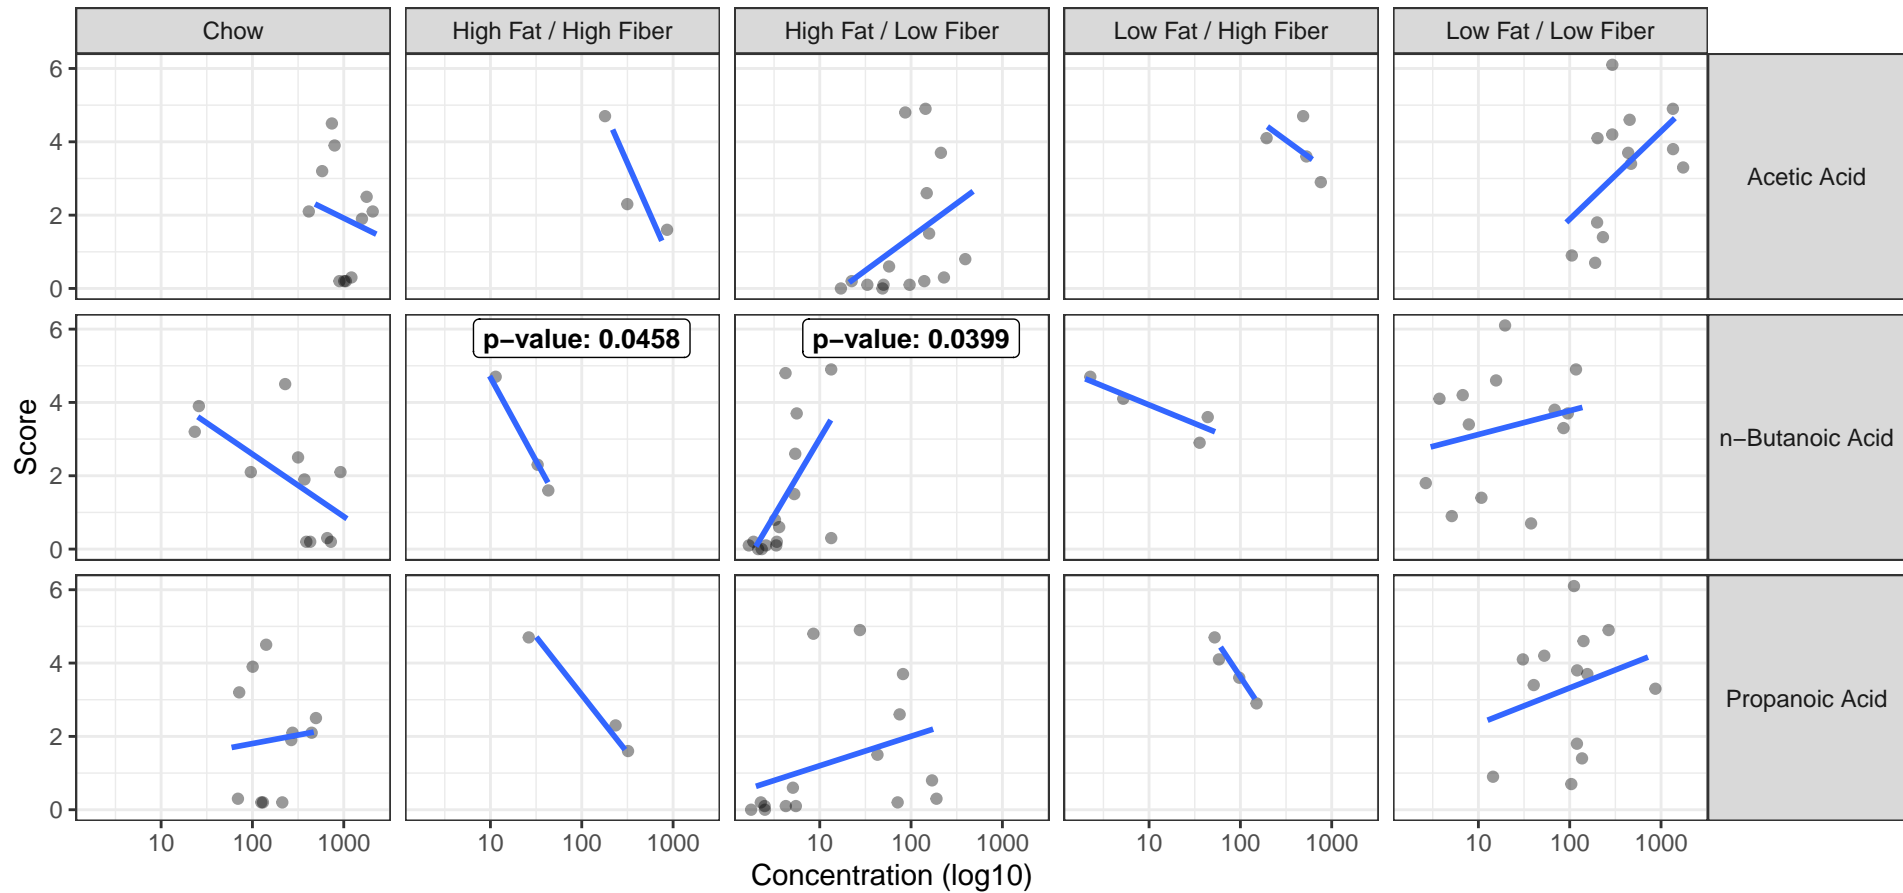 Chow
High Fat / High Fiber
High Fat / Low Fiber
Low Fat / High Fiber
Low Fat / Low Fiber
6
4
2
0
Acetic Acid
p−value: 0.0458
p−value: 0.0399
6
4
2
0
n−Butanoic Acid
Score
6
4
2
0
Propanoic Acid
10 100 1000
10 100 1000
10 100 1000
10 100 1000
10 100 1000
Concentration (log10)